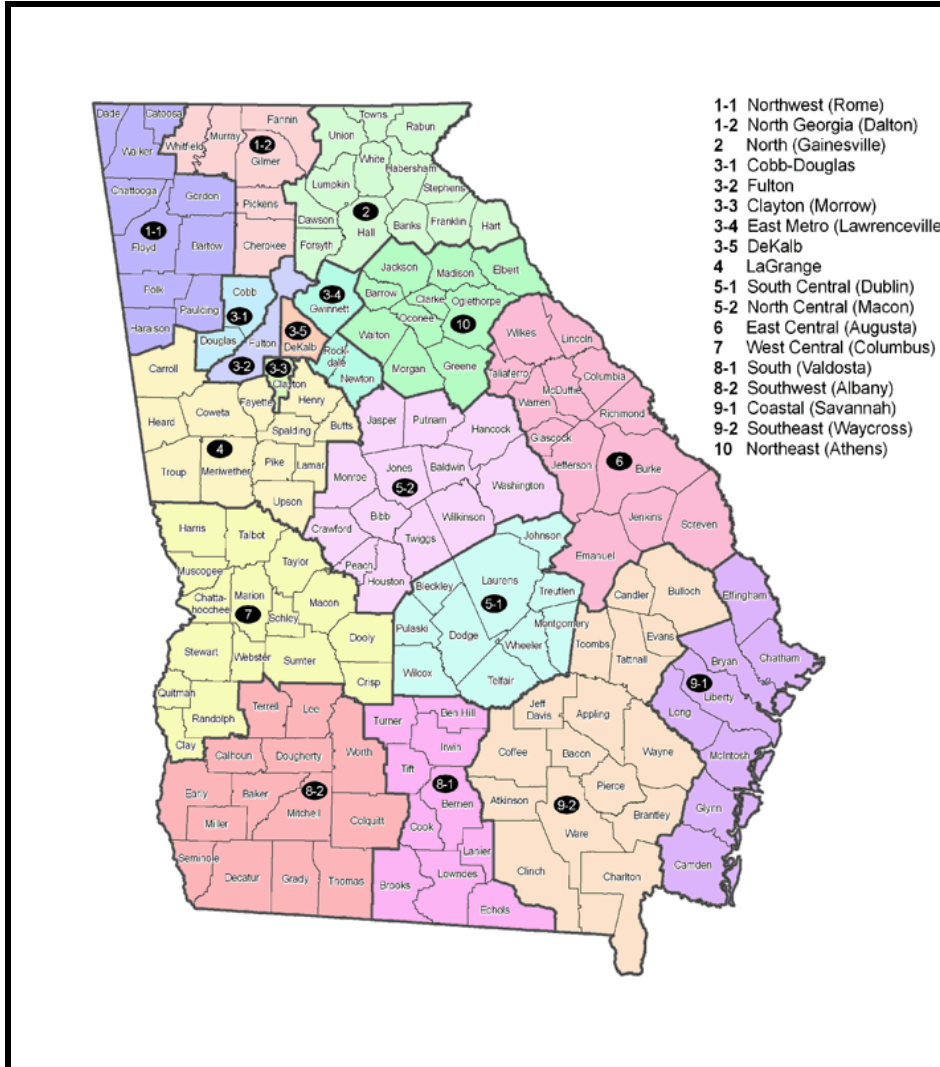 1-1 Northwest (Rome)
1-2 North Georgia (Dalton)
2 North (Gainesville)
3-1 Cobb-Douglas
3-2 Fulton
3-3 Clayton (Morrow)
3-4 East Metro (Lawrenceville
3-5 DeKalb
4 LaGrange
5-1 South Central (Dublin)
5-2 North Central (Macon)
6 East Central (Augusta)
7 West Central (Columbus)
8-1 South (Valdosta)
8-2 Southwest (Albany)
9-1 Coastal (Savannah)
9-2 Southeast (Waycross)
10 Northeast (Athens)
Dade
Catoosa
Walker
Chattooga
Gordon
1-1
Floyd
Bartow
Polk
Paulding
Haralson
Whitfield
Murray
Fannin
1-2
Gilmer
Pickens
Cherokee
Towns
Union
Rabun
White
Habersham
Lumpkin
Stephens
Dawson
2
Hall
Banks
Franklin
Hart
Forsyth
Cobb
3-1
Douglas
Fulton
3-2
3-3
Clayton
3-4
Gwinnett
Rock-
dale
Newton
3-5
DeKalb
Jackson
Madison
Elbert
Barrow
Clarke
Oglethorpe
Oconee
10
Walton
Morgan
Greene
Carroll
Heard
Coweta
Fayette
Henry
Spalding
Butts
4
Troup
Meriwether
Pike
Lamar
Upson
Jasper
Putnam
Hancock
Monroe
Jones
Baldwin
5-2
Washington
Bibb
Wilkinson
Crawford
Twiggs
Peach
Houston
Wilkes
Lincoln
Taliaferro
McDuffie
Columbia
Warren
Richmond
Glascock
Jefferson
6
Burke
Jenkins
Screven
Emanuel
Johnson
Bleckley
Laurens
Treutlen
5-1
Pulaski
Dodge
Montgomery
Wheeler
Wilcox
Telfair
Harris
Talbot
Taylor
Muscogee
Chatta-
hoochee
Marion
7
Schley
Macon
Dooly
Stewart
Webster
Sumter
Crisp
Quitman
Randolph
Clay
Terrell
Lee
Calhoun
Dougherty
Worth
Early
Baker
8-2
Mitchell
Miller
Colquitt
Seminole
Decatur
Grady
Thomas
Turner
Ben Hill
Irwin
Tift
8-1
Berrien
Cook
Lanier
Brooks
Lowndes
Echols
Candler
Bulloch
Toombs
Evans
Tattnall
Jeff
Davis
Appling
Coffee
Bacon
Wayne
Atkinson
Pierce
9-2
Ware
Brantley
Clinch
Charlton
Effingham
Bryan
Chatham
9-1
Liberty
Long
McIntosh
Glynn
Camden